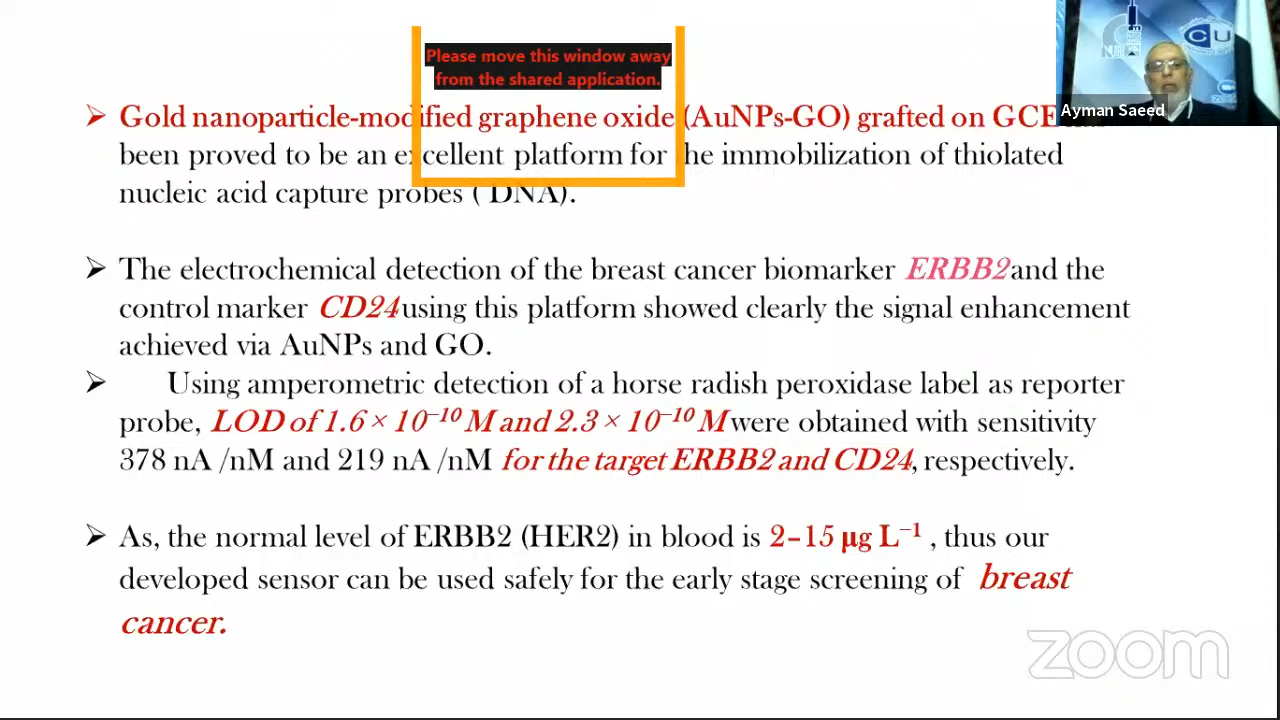 Please move this window away
from the shared application.
Ayman Saeed
➢ Gold nanoparticle-modified graphene oxide (AuNPs-GO) grafted on GCE
been proved to be an excellent platform for the immobilization of thiolated
nucleic acid capture probes ( DNA).
➢ The electrochemical detection of the breast cancer biomarker ERBB2 and the
control marker CD24 using this platform showed clearly the signal enhancement
achieved via AuNPs and GO.
➢ Using amperometric detection of a horse radish peroxidase label as reporter
probe, LOD of 1.6 × 10⁻¹⁰ M and 2.3 × 10⁻¹⁰ M were obtained with sensitivity
378 nA /nM and 219 nA /nM for the target ERBB2 and CD24, respectively.
➢ As, the normal level of ERBB2 (HER2) in blood is 2–15 µg L⁻¹ , thus our
developed sensor can be used safely for the early stage screening of breast
cancer.
CU
zoom